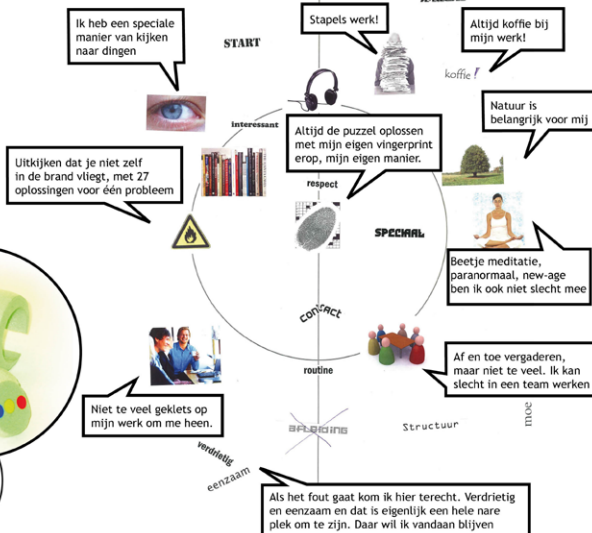 Ik heb een speciale
manier van kijken
naar dingen
START
Stapels werk!
Altijd koffie bij
mijn werk!
koffie!
interessant
Altijd de puzzel oplossen
met mijn eigen vingerprint
erop, mijn eigen manier.
Natuur is
belangrijk voor mij
Uitkijken dat je niet zelf
in de brand vliegt, met 27
oplossingen voor één probleem
respect
SPECIAAL
Beetje meditatie,
paranormaal, new-age
ben ik ook niet slecht mee
contact
routine
Af en toe vergaderen,
maar niet te veel. Ik kan
slecht in een team werken
Niet te veel geklets op
mijn werk om me heen.
AFLEIDING
Structuur
moe
verdrietig
eenzaam
Als het fout gaat kom ik hier terecht. Verdrietig
en eenzaam en dat is eigenlijk een hele nare
plek om te zijn. Daar wil ik vandaan blijven